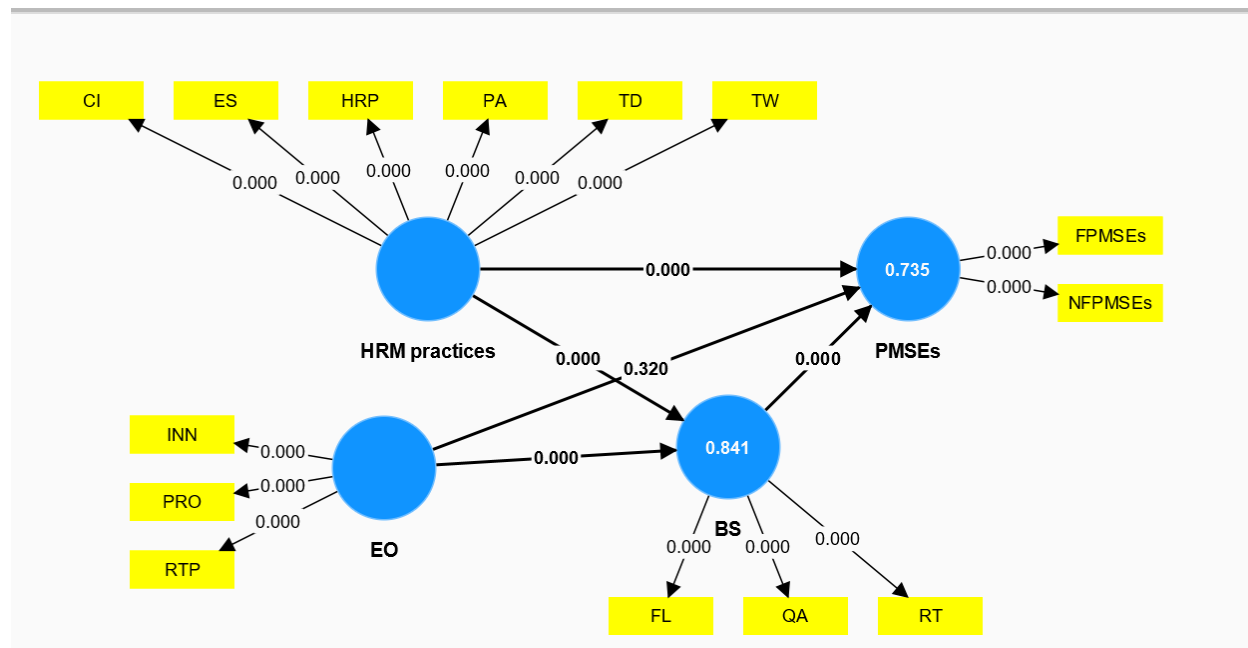 CI ES HRP PA TD TW
0.000 0.000 0.000 0.000 0.000 0.000
FPMSEs
0.000
0.000 0.735
0.000
NFPMSEs
HRM practices PMSEs
0.000 0.320 0.000
INN
0.000
0.841
0.000
PRO 0.000
0.000
BS
EO
RTP
0.000 0.000 0.000
FL QA RT